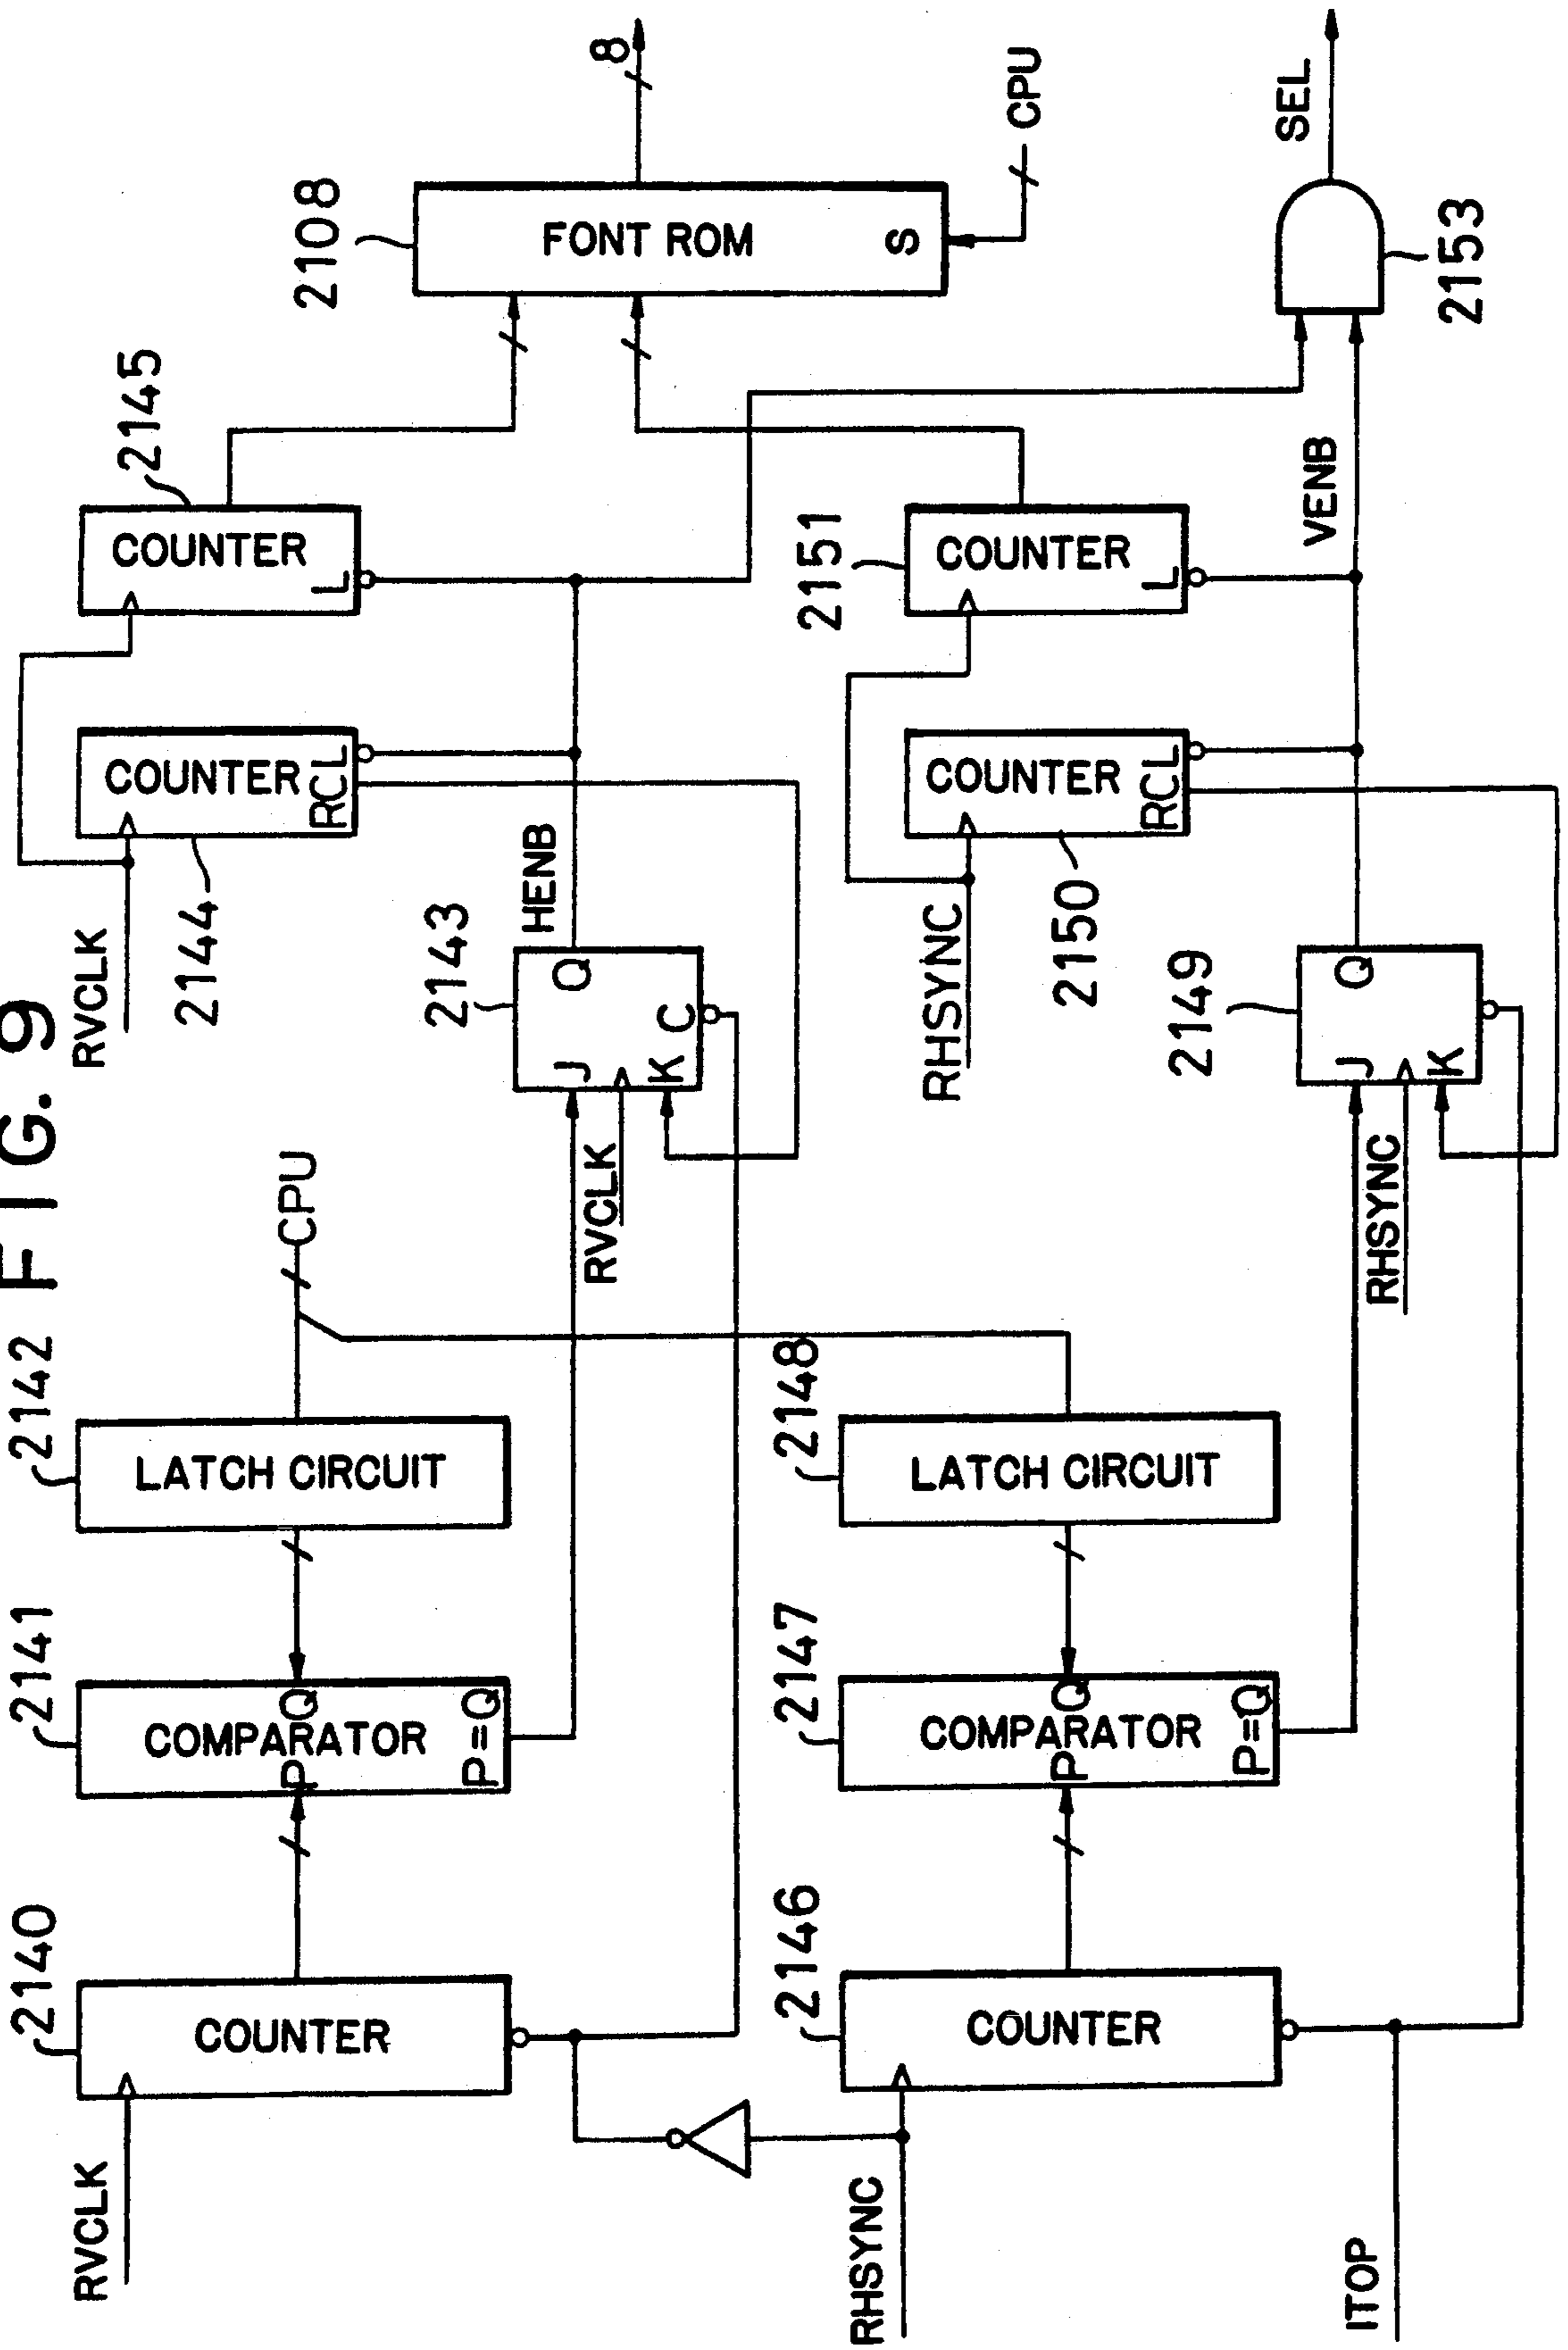 FIG. 9
RVCLK
2140
COUNTER
2141
COMPARATOR
P
Q
P=Q
2142
LATCH CIRCUIT
CPU
RVCLK
2143
J
K
Q
C
HENB
RVCLK
2144
COUNTER
RCL
2145
COUNTER
L
2108
FONT ROM
S
8
CPU
RHSYNC
ITOP
2146
COUNTER
2147
COMPARATOR
P
Q
P=Q
2148
LATCH CIRCUIT
RHSYNC
2149
J
K
Q
RHSYNC
2150
COUNTER
RCL
2151
COUNTER
L
VENB
2153
SEL